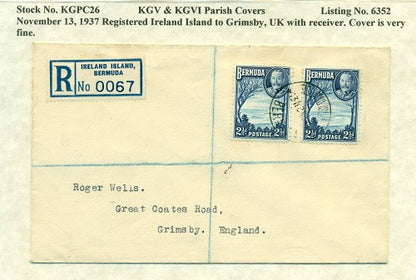 Stock No. KGPC26 KGV & KGVI Parish Covers Listing No. 6352
November 13, 1937 Registered Ireland Island to Grimsby, UK with receiver. Cover is very
fine.
IRELAND ISLAND,
BERMUDA
R No 0067
BERMUDA BERMUDA
2½ POSTAGE 2½ 2½ POSTAGE 2½
Roger Wells.
Great Coates Road,
Grimsby. England.